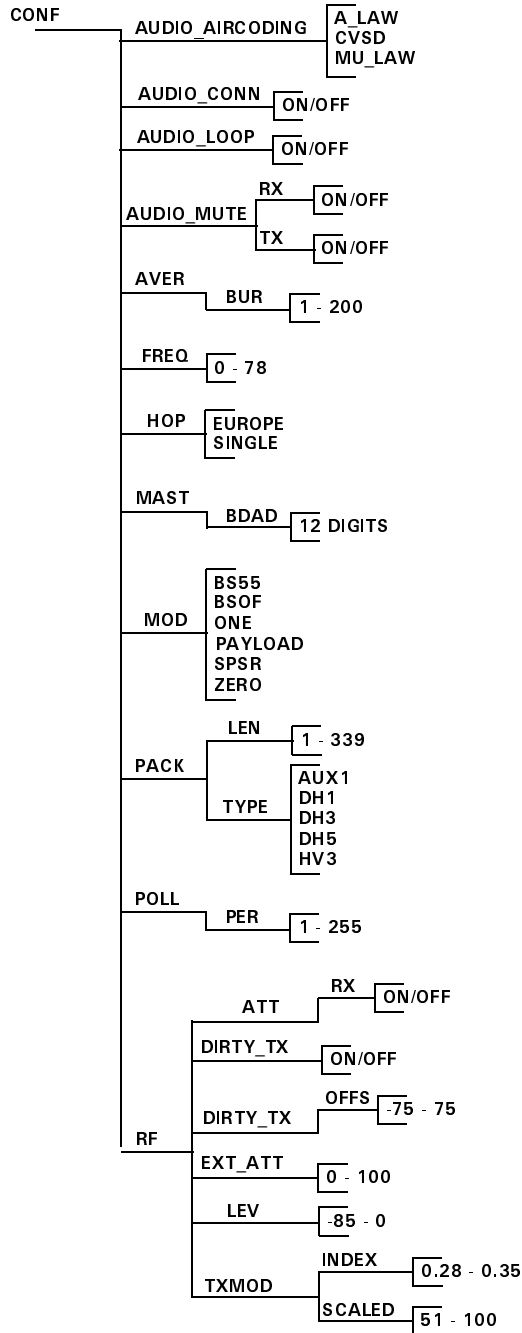 CONF
AUDIO_AIRCODING
A_LAW
CVSD
MU_LAW
AUDIO_CONN
ON/OFF
AUDIO_LOOP
ON/OFF
AUDIO_MUTE
RX
ON/OFF
TX
ON/OFF
AVER
BUR
1 - 200
FREQ
0 - 78
HOP
EUROPE
SINGLE
MAST
BDAD
12 DIGITS
MOD
BS55
BSOF
ONE
PAYLOAD
SPSR
ZERO
PACK
LEN
1 - 339
TYPE
AUX1
DH1
DH3
DH5
HV3
POLL
PER
1 - 255
RF
ATT
RX
ON/OFF
DIRTY_TX
ON/OFF
DIRTY_TX
OFFS
-75 - 75
EXT_ATT
0 - 100
LEV
-85 - 0
TXMOD
INDEX
0.28 - 0.35
SCALED
51 - 100